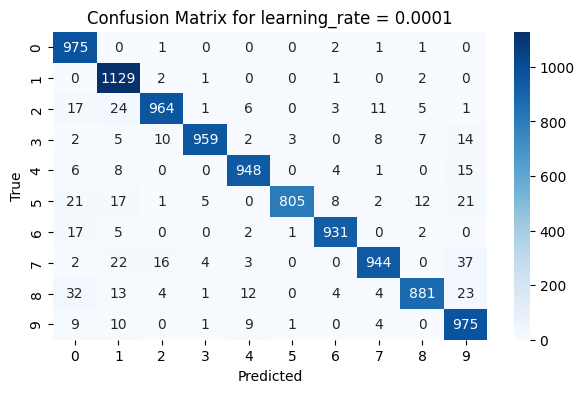 Confusion Matrix for learning_rate = 0.0001
0 975 0 1 0 0 0 2 1 1 0
1 0 1129 2 1 0 0 1 0 2 0
2 17 24 964 1 6 0 3 11 5 1
3 2 5 10 959 2 3 0 8 7 14
4 6 8 0 0 948 0 4 1 0 15
5 21 17 1 5 0 805 8 2 12 21
6 17 5 0 0 2 1 931 0 2 0
7 2 22 16 4 3 0 0 944 0 37
8 32 13 4 1 12 0 4 4 881 23
9 9 10 0 1 9 1 0 4 0 975
0 1 2 3 4 5 6 7 8 9
Predicted
True
1000
800
600
400
200
0